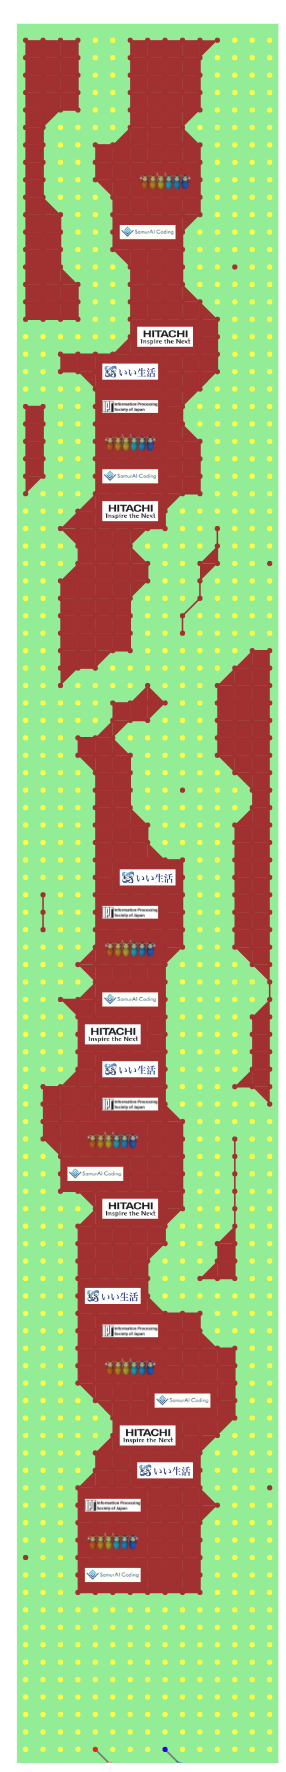 SamurAI Coding
HITACHI
Inspire the Next
いい生活
Information Processing
Society of Japan
SamurAI Coding
HITACHI
Inspire the Next
いい生活
Information Processing
Society of Japan
SamurAI Coding
HITACHI
Inspire the Next
いい生活
Information Processing
Society of Japan
SamurAI Coding
HITACHI
Inspire the Next
いい生活
Information Processing
Society of Japan
SamurAI Coding
HITACHI
Inspire the Next
いい生活
Information Processing
Society of Japan
SamurAI Coding